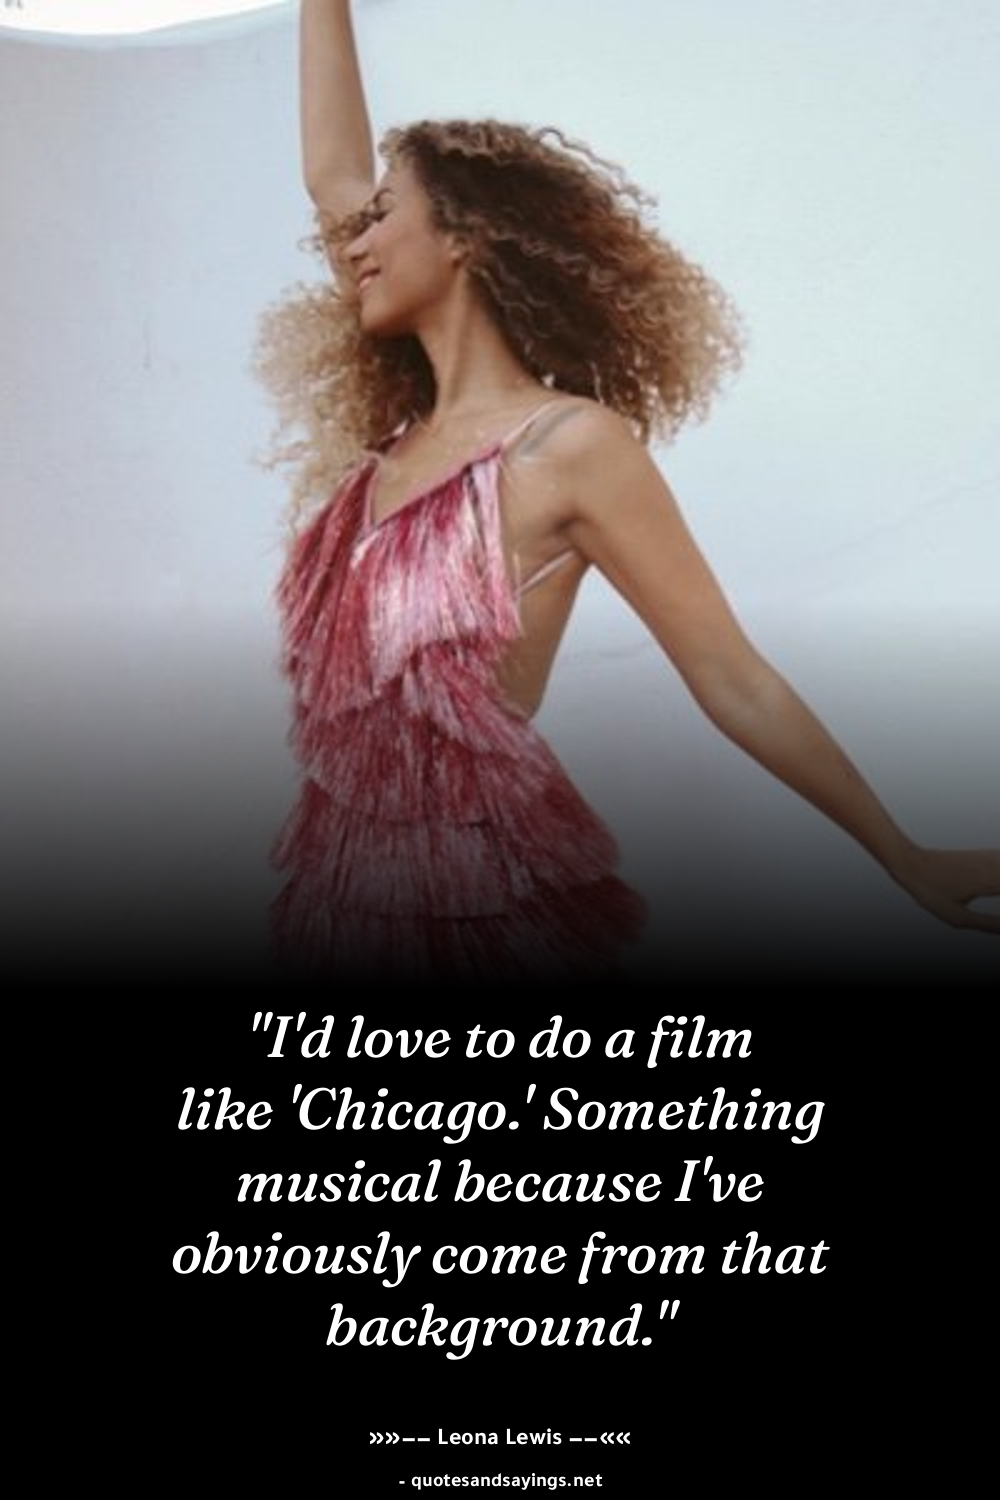 "I'd love to do a film
like 'Chicago.' Something
musical because I've
obviously come from that
background."
»»−− Leona Lewis −−««
- quotesandsayings.net